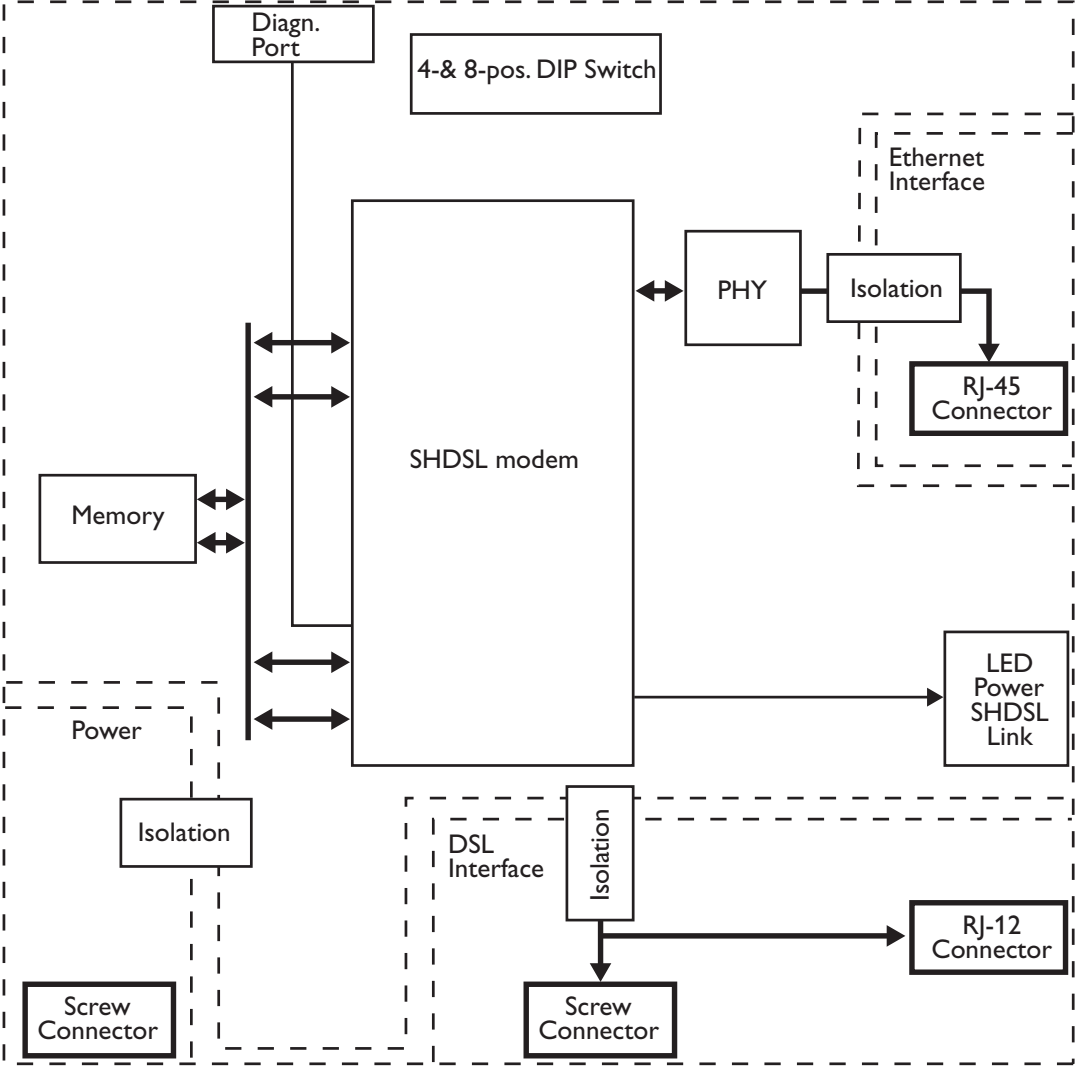 Diagn.
Port
4-& 8-pos. DIP Switch
Ethernet
Interface
PHY
Isolation
RJ-45
Connector
SHDSL modem
Memory
LED
Power
SHDSL
Link
Power
Isolation
Isolation
DSL
Interface
RJ-12
Connector
Screw
Connector
Screw
Connector